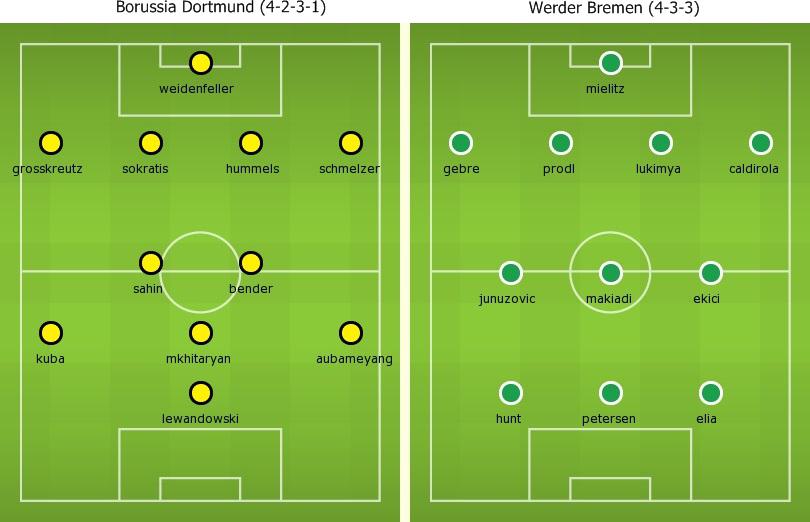 Borussia Dortmund (4-2-3-1)
weidenfeller
grosskreutz sokratis hummels schmelzer
sahin bender
kuba mkhitaryan aubameyang
lewandowski
Werder Bremen (4-3-3)
mielitz
gebre prodl lukimya caldirola
junuzovic makiadi ekici
hunt petersen elia